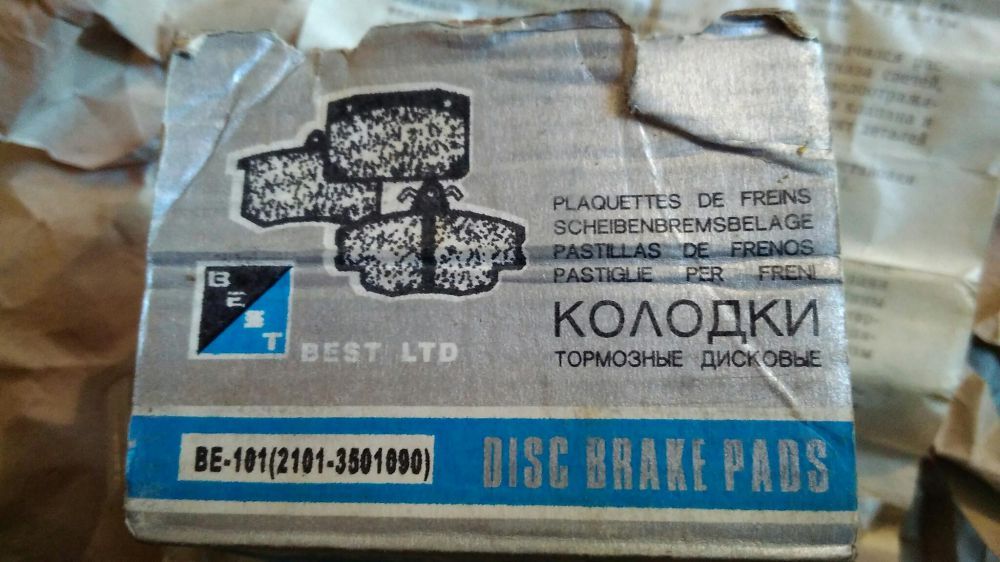 PLAQUETTES DE FREINS
SCHEIBENBREMSBELAGE
PASTILLAS DE FRENOS
PASTIGLIE PER FRENI
КОЛОДКИ
ТОРМОЗНЫЕ ДИСКОВЫЕ
BEST
BEST LTD
BE-101(2101-3501090)
DISC BRAKE PADS